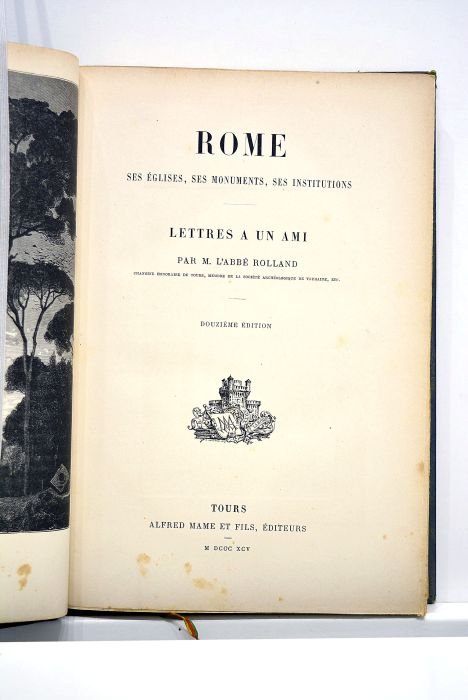 ROME
SES ÉGLISES, SES MONUMENTS, SES INSTITUTIONS
LETTRES A UN AMI
PAR M. L'ABBÉ ROLLAND
CHANOINE HONORAIRE DE TOURS, MEMBRE DE LA SOCIÉTÉ ARCHÉOLOGIQUE DE TOURAINE, ETC.
DOUZIÈME ÉDITION
TOURS
ALFRED MAME ET FILS, ÉDITEURS
M DCCC XCV